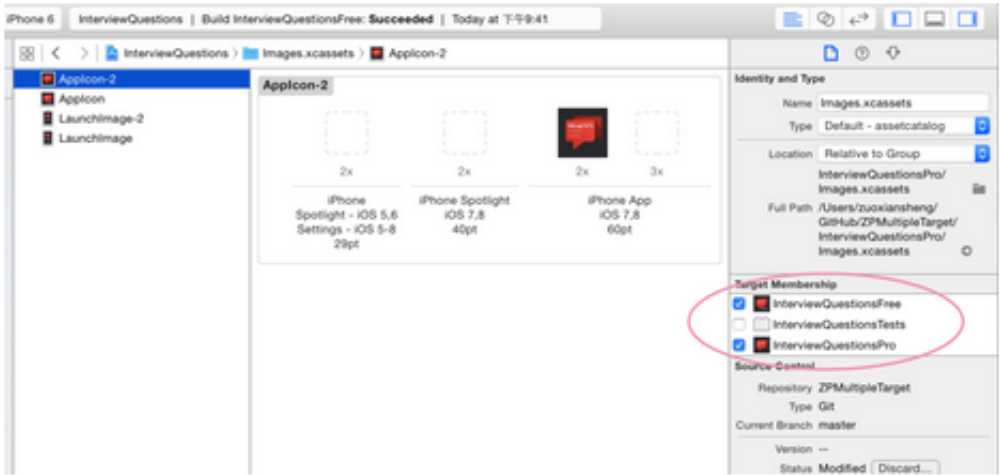 iPhone 6
InterviewQuestions | Build InterviewQuestionsFree: Succeeded | Today at 下午9:41
InterviewQuestions
Images.xcassets
AppIcon-2
AppIcon-2
AppIcon
LaunchImage-2
LaunchImage
AppIcon-2
2x
2x
2x
3x
iPhone
Spotlight - iOS 5,6
Settings - iOS 5-8
29pt
iPhone Spotlight
iOS 7,8
40pt
iPhone App
iOS 7,8
60pt
Identity and Type
Name Images.xcassets
Type Default - assetcatalog
Location Relative to Group
InterviewQuestionsPro/
Images.xcassets
Full Path /Users/zuoxiansheng/
GitHub/ZPMultipleTarget/
InterviewQuestionsPro/
Images.xcassets
Target Membership
InterviewQuestionsFree
InterviewQuestionsTests
InterviewQuestionsPro
Source Control
Repository ZPMultipleTarget
Type Git
Current Branch master
Version --
Status Modified Discard...